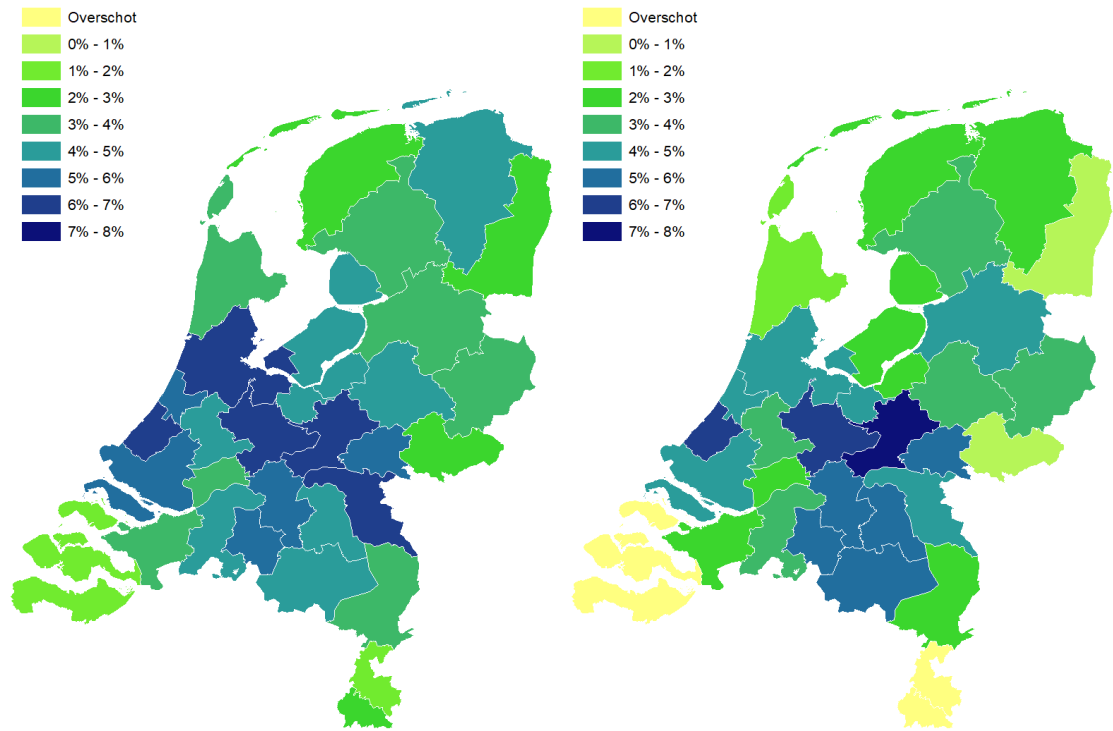 Overschot
0% - 1%
1% - 2%
2% - 3%
3% - 4%
4% - 5%
5% - 6%
6% - 7%
7% - 8%
Overschot
0% - 1%
1% - 2%
2% - 3%
3% - 4%
4% - 5%
5% - 6%
6% - 7%
7% - 8%